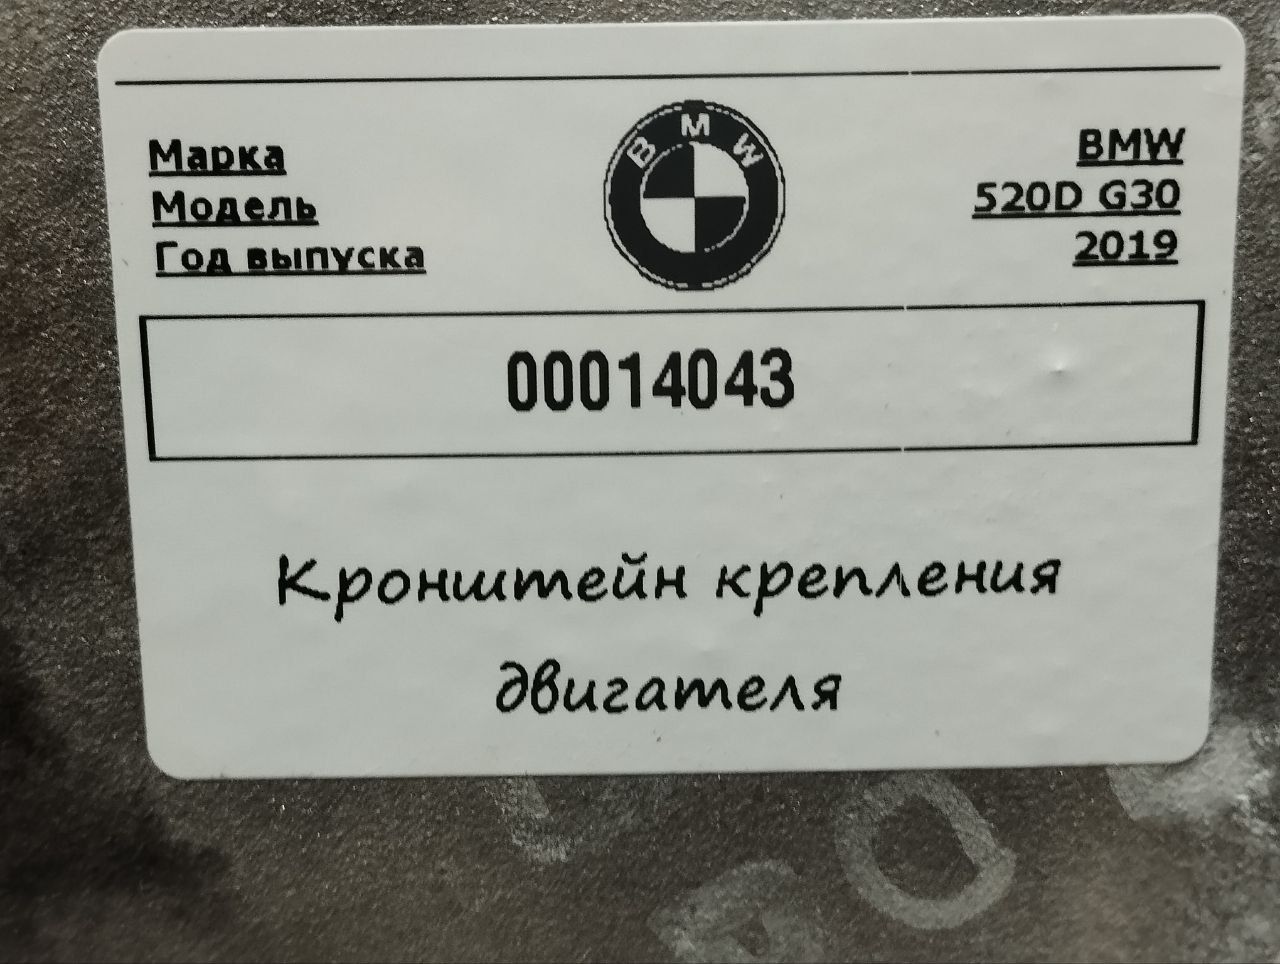 BMW
Марка BMW
Модель 520D G30
Год выпуска 2019
00014043
Кронштейн крепления
двигателя